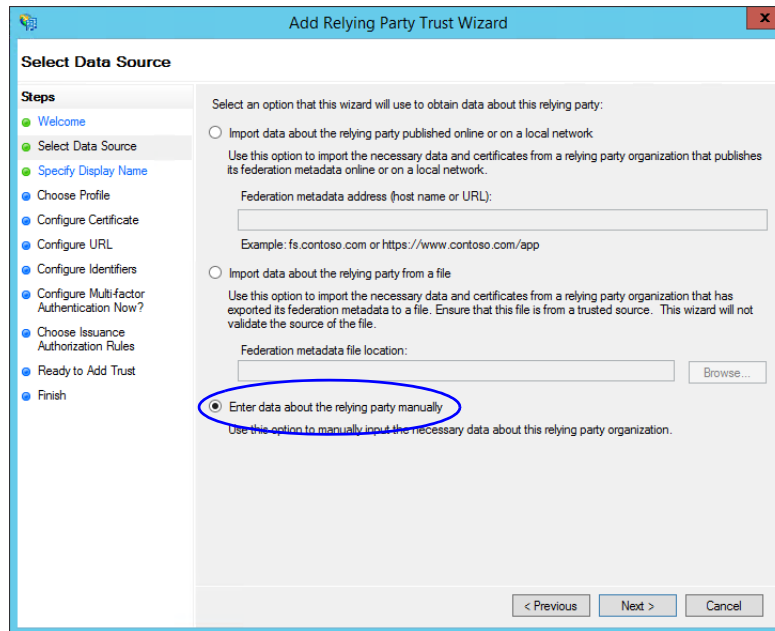 Add Relying Party Trust Wizard
x
Select Data Source
Steps
Welcome
Select Data Source
Specify Display Name
Choose Profile
Configure Certificate
Configure URL
Configure Identifiers
Configure Multi-factor
Authentication Now?
Choose Issuance
Authorization Rules
Ready to Add Trust
Finish
Select an option that this wizard will use to obtain data about this relying party:
Import data about the relying party published online or on a local network
Use this option to import the necessary data and certificates from a relying party organization that publishes
its federation metadata online or on a local network.
Federation metadata address (host name or URL):
Example: fs.contoso.com or https://www.contoso.com/app
Import data about the relying party from a file
Use this option to import the necessary data and certificates from a relying party organization that has
exported its federation metadata to a file. Ensure that this file is from a trusted source. This wizard will not
validate the source of the file.
Federation metadata file location:
Browse...
Enter data about the relying party manually
Use this option to manually input the necessary data about this relying party organization.
< Previous
Next >
Cancel